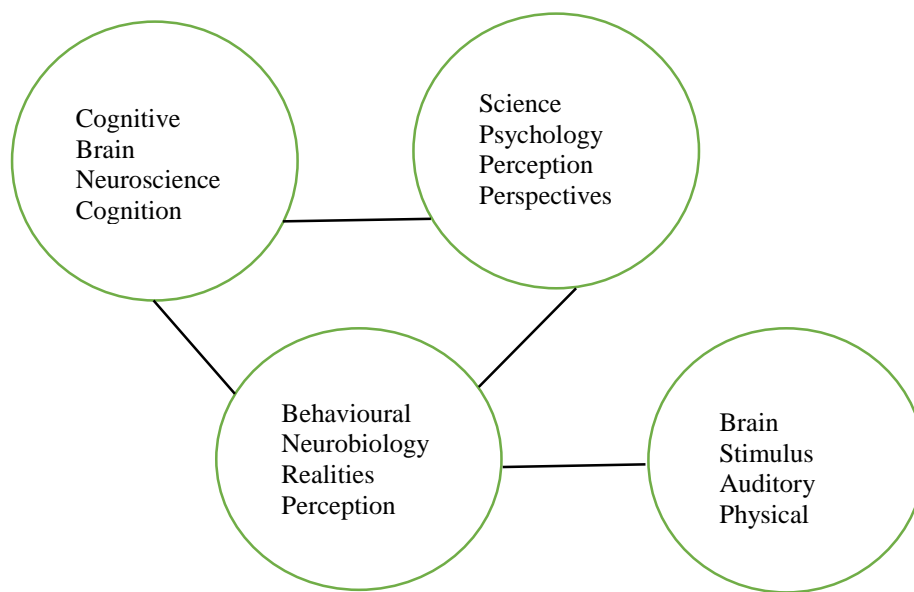 Cognitive
Brain
Neuroscience
Cognition
Science
Psychology
Perception
Perspectives
Behavioural
Neurobiology
Realities
Perception
Brain
Stimulus
Auditory
Physical